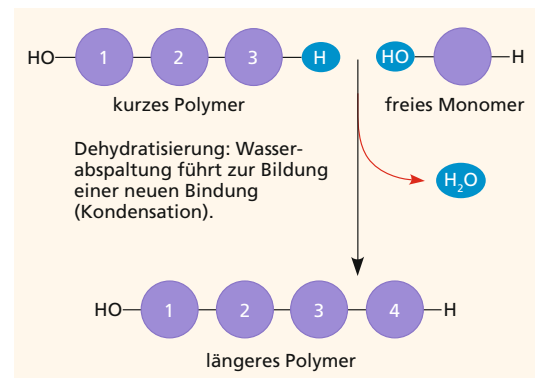 HO 1 2 3 H HO H
kurzes Polymer freies Monomer
Dehydratisierung: Wasser-
abspaltung führt zur Bildung
einer neuen Bindung
(Kondensation).
H₂O
HO 1 2 3 4 H
längeres Polymer